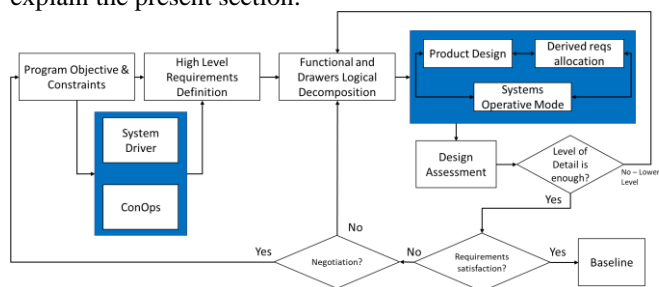 explain the present section.
Program Objective &
Constraints
High Level
Requirements
Definition
Functional and
Drawers Logical
Decomposition
Product Design
Derived reqs
allocation
Systems
Operative Mode
System
Driver
ConOps
Design
Assessment
Level of
Detail is
enough?
No – Lower
Level
Yes
No
Yes
Negotiation?
No
Requirements
satisfaction?
Yes
Baseline